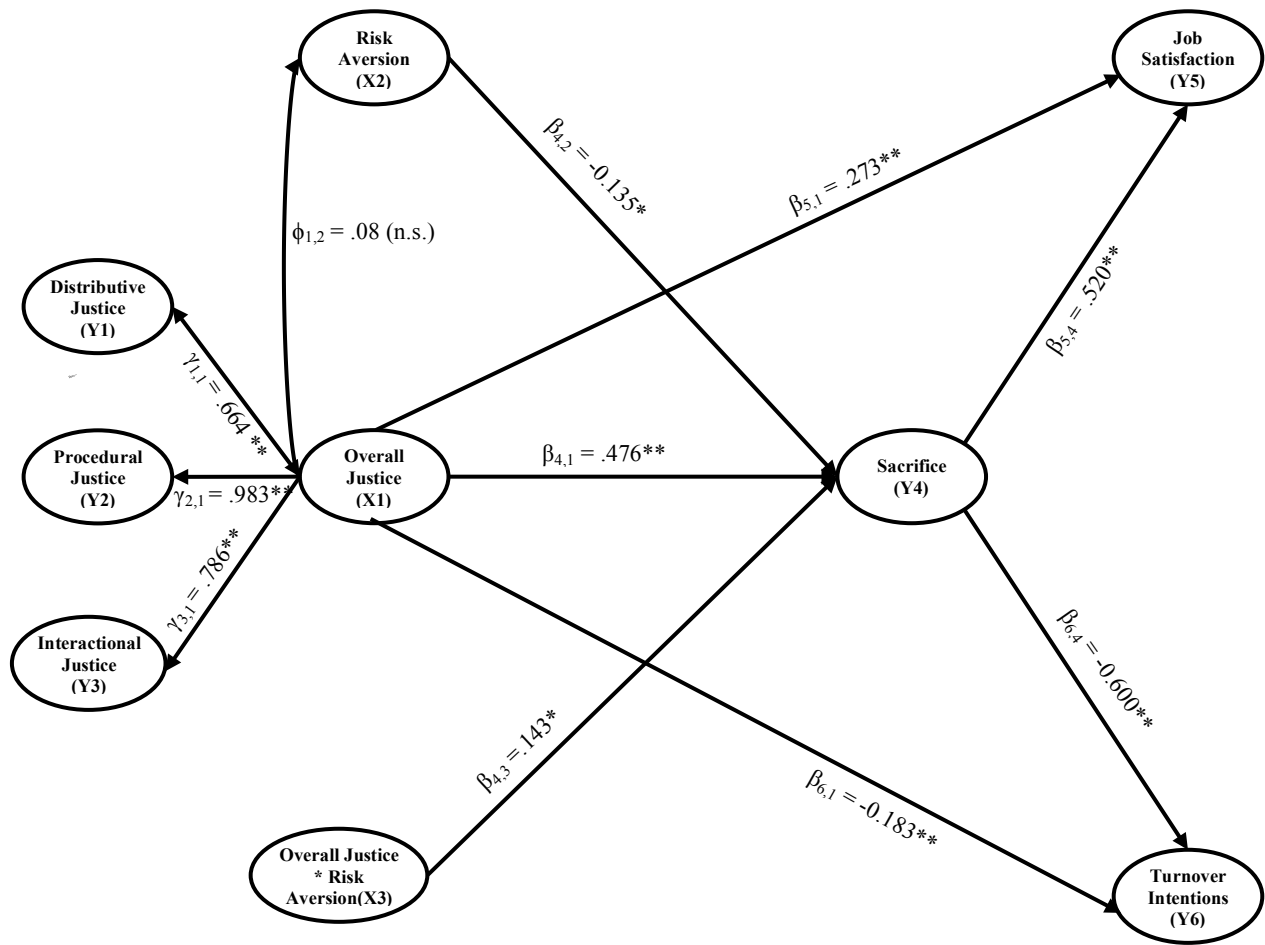 Risk
Aversion
(X2)
Job
Satisfaction
(Y5)
β4,2 = -0.135*
β5,1 = .273**
ϕ1,2 = .08 (n.s.)
β5,4 = .520**
Distributive
Justice
(Y1)
γ1,1 = .664 **
Procedural
Justice
(Y2)
γ2,1 = .983**
Overall
Justice
(X1)
β4,1 = .476**
Sacrifice
(Y4)
γ3,1 = .786**
Interactional
Justice
(Y3)
β6,4 = -0.600**
β4,3 = .143*
β6,1 = -0.183**
Overall Justice
* Risk
Aversion(X3)
Turnover
Intentions
(Y6)